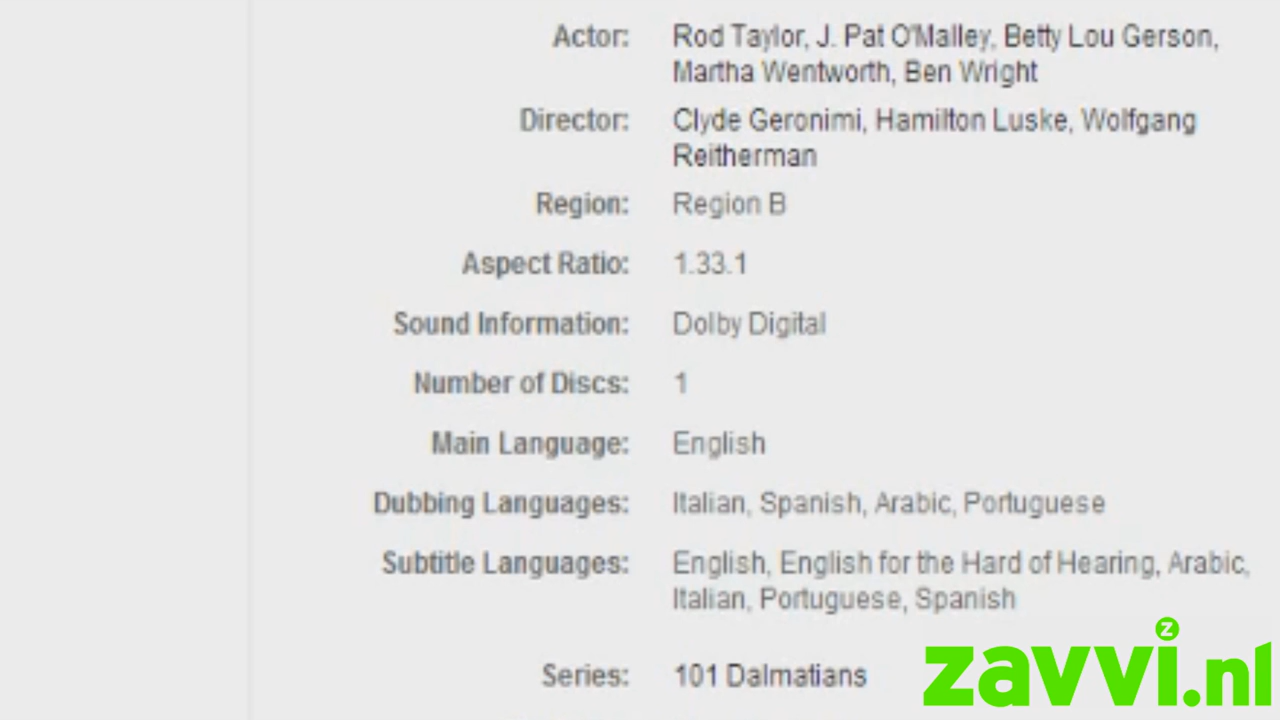 Actor: Rod Taylor, J. Pat O'Malley, Betty Lou Gerson,
Martha Wentworth, Ben Wright
Director: Clyde Geronimi, Hamilton Luske, Wolfgang
Reitherman
Region: Region B
Aspect Ratio: 1.33.1
Sound Information: Dolby Digital
Number of Discs: 1
Main Language: English
Dubbing Languages: Italian, Spanish, Arabic, Portuguese
Subtitle Languages: English, English for the Hard of Hearing, Arabic,
Italian, Portuguese, Spanish
Series: 101 Dalmatians
z
zavvi.nl